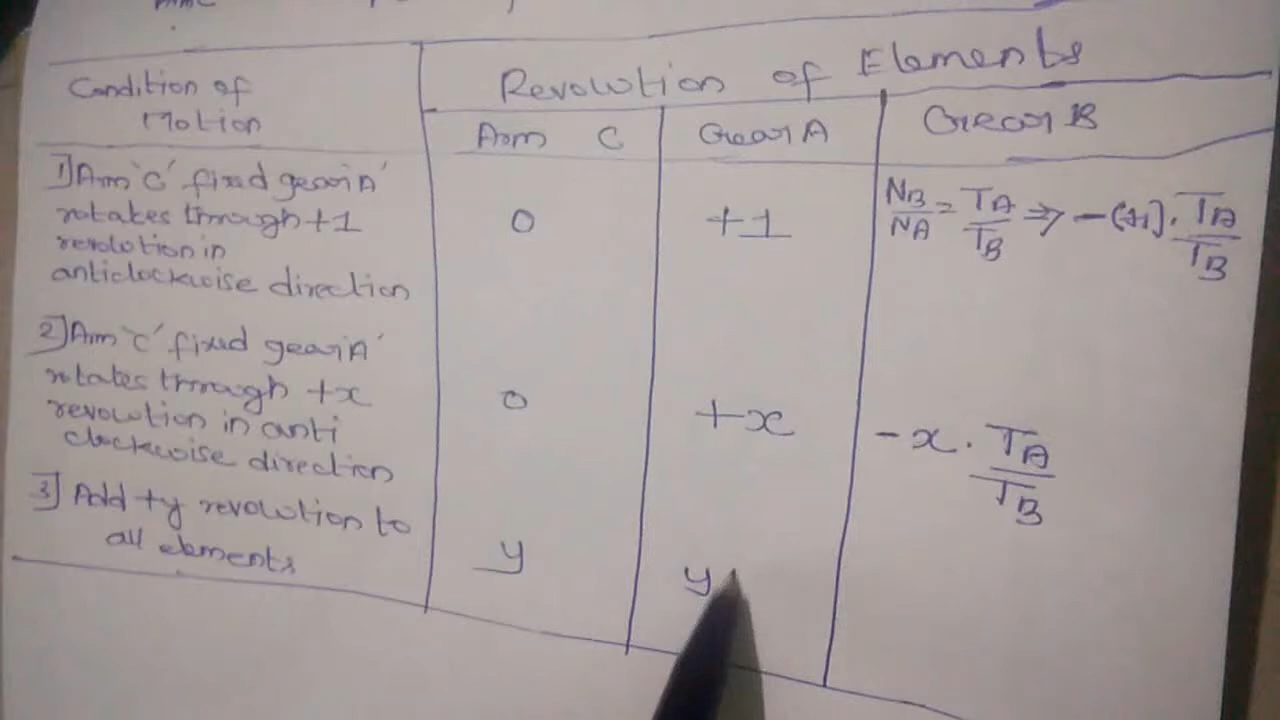 Condition of Motion
Revolution of Elements
Arm C
Gear A
Gear B
1] Arm 'C' fixed gear 'A'
rotates through +1
revolution in
anticlockwise direction
0
+1
NB/NA = TA/TB ⇒ -(+1). TA/TB
2] Arm 'C' fixed gear 'A'
rotates through +x
revolution in anti
clockwise direction
0
+x
-x . TA/TB
3] Add +y revolution to
all elements
y
y